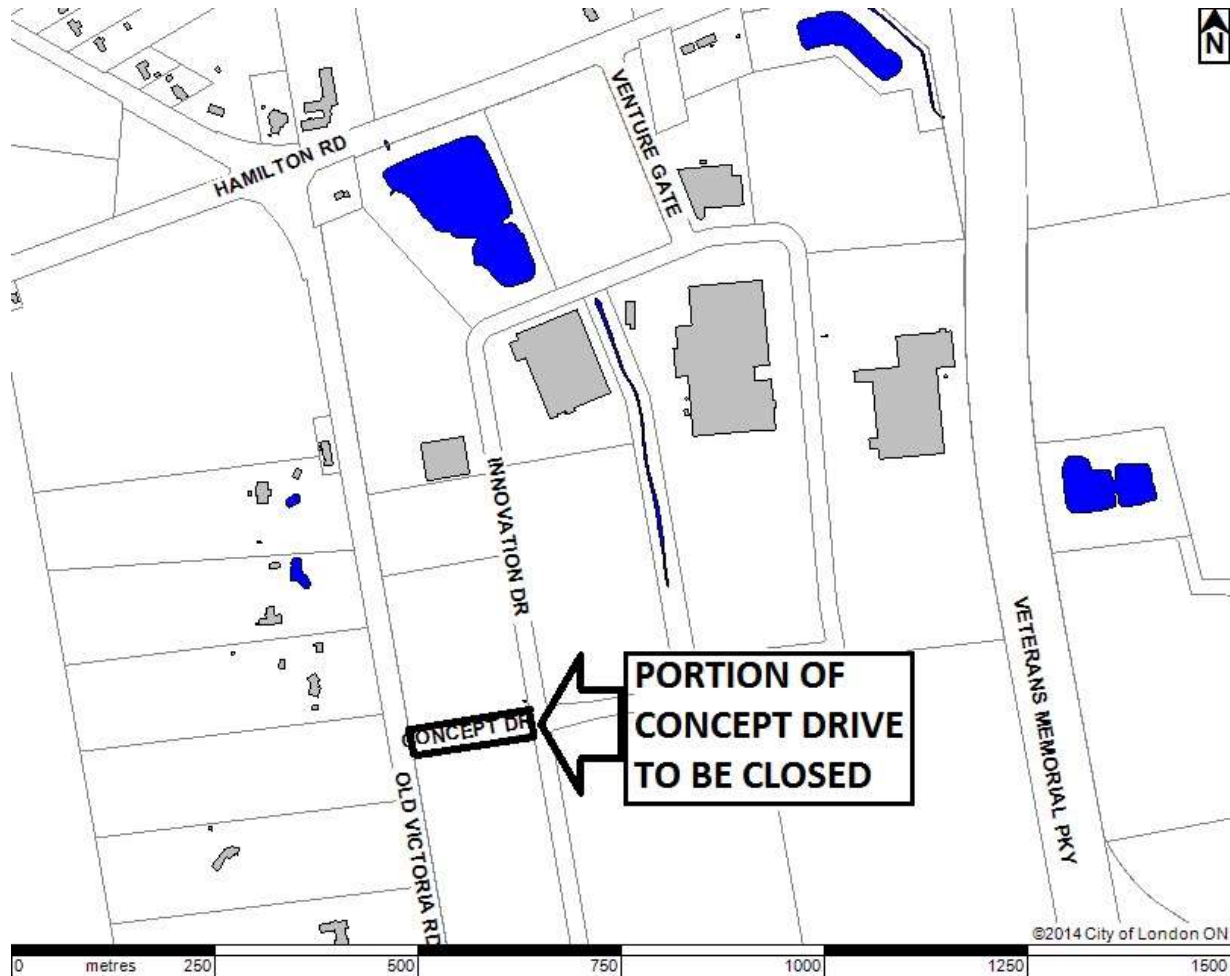 N
VENTURE GATE
HAMILTON RD
INNOVATION DR
VETERANS MEMORIAL PKY
PORTION OF
CONCEPT DRIVE
TO BE CLOSED
CONCEPT DR
OLD VICTORIA RD
©2014 City of London ON
0 metres 250 500 750 1000 1250 1500